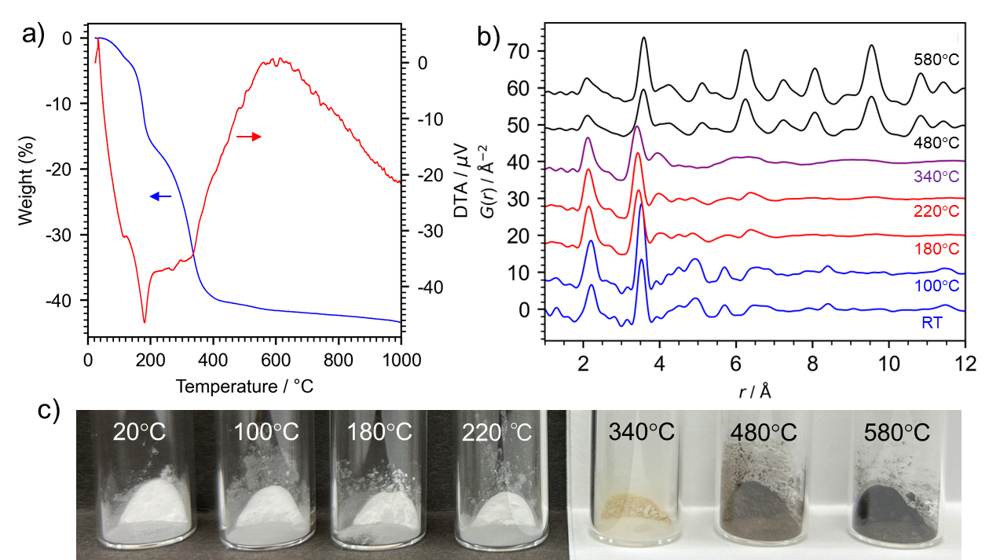 a)
0
-10
-20
-30
-40
Weight (%)
0
-10
-20
-30
-40
DTA / µV
0
200
400
600
800
1000
Temperature / °C
b)
70
60
50
40
30
20
10
0
G(r) / Å⁻²
580°C
480°C
340°C
220°C
180°C
100°C
RT
2
4
6
8
10
12
r / Å
c)
20°C
100°C
180°C
220 °C
340°C
480°C
580°C